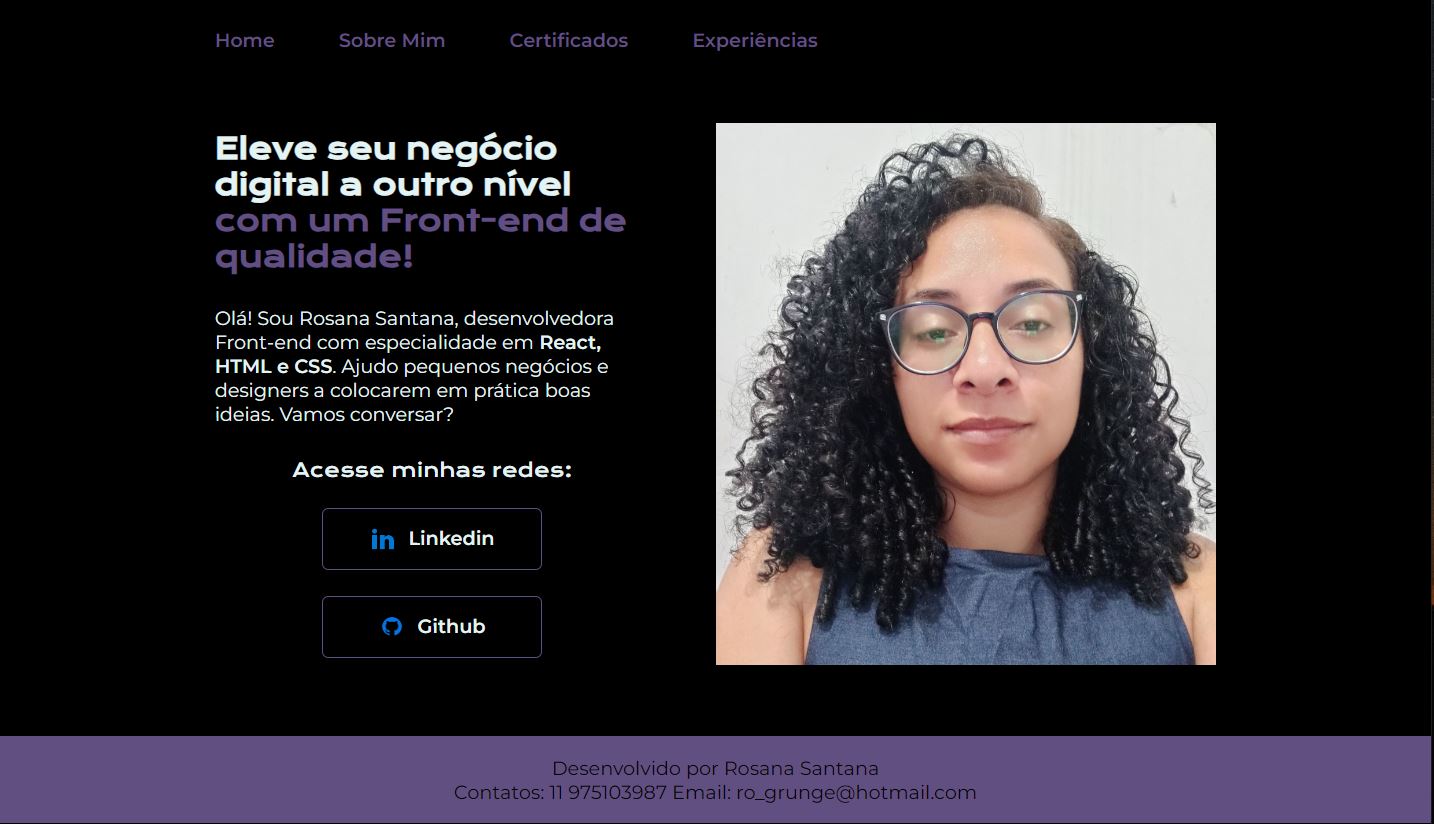 Home Sobre Mim Certificados Experiências
Eleve seu negócio
digital a outro nível
com um Front-end de
qualidade!
Olá! Sou Rosana Santana, desenvolvedora
Front-end com especialidade em React,
HTML e CSS. Ajudo pequenos negócios e
designers a colocarem em prática boas
ideias. Vamos conversar?
Acesse minhas redes:
in Linkedin
Github
Desenvolvido por Rosana Santana
Contatos: 11 975103987 Email: ro_grunge@hotmail.com